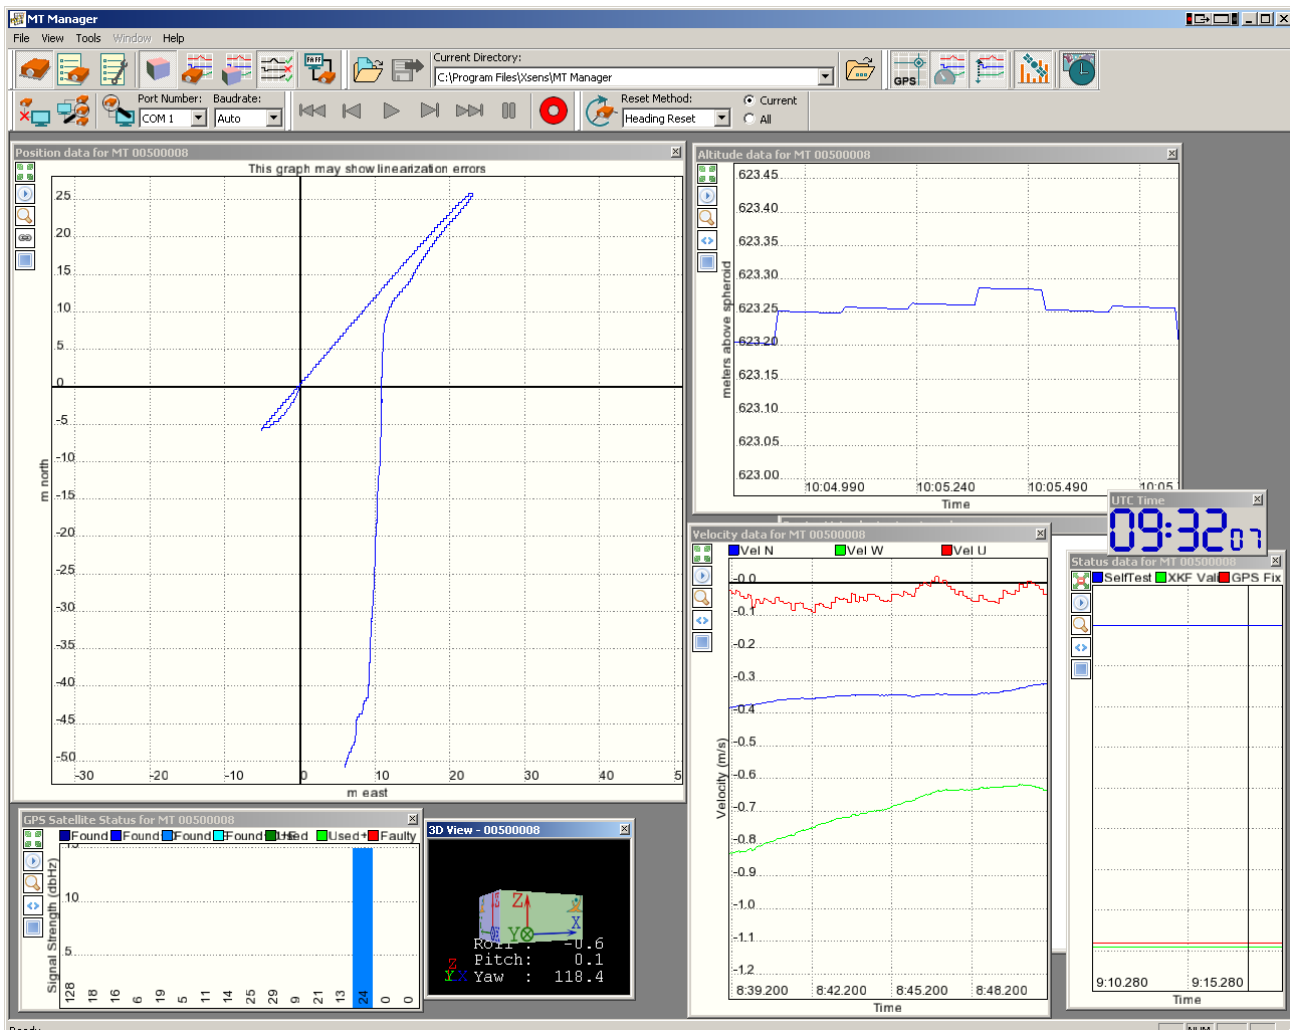 MT Manager
File View Tools Window Help
Current Directory:
C:\Program Files\Xsens\MT Manager
GPS
Port Number: Baudrate:
COM 1 Auto
Reset Method:
Heading Reset
Current
All
Position data for MT 00500008
This graph may show linearization errors
25
20
15
10
5
0
-5
-10
-15
-20
-25
-30
-35
-40
-45
-50
m north
-30 -20 -10 0 10 20 30 40 5
m east
Altitude data for MT 00500008
623.45
623.40
623.35
623.30
623.25
623.20
623.15
623.10
623.05
623.00
meters above spheroid
10:04.990 10:05.240 10:05.490 10:05.
Time
UTC Time
09:32 07
Velocity data for MT 00500008
Vel N Vel W Vel U
-0.0
-0.1
-0.2
-0.3
-0.4
-0.5
-0.6
-0.7
-0.8
-0.9
-1.0
-1.1
-1.2
Velocity (m/s)
8:39.200 8:42.200 8:45.200 8:48.200
Time
Status data for MT 00500008
SelfTest XKF Vali GPS Fix
9:10.280 9:15.280
Time
GPS Satellite Status for MT 00500008
Found Found Found Found Used Used+ Faulty
15
10
5
Signal Strength (dbHz)
128 18 16 6 19 5 11 14 25 29 9 21 13 24 0 0
3D View - 00500008
Z
X
Y
Roll : -0.6
Pitch: 0.1
Yaw : 118.4
Z
Y X
Ready
NUM